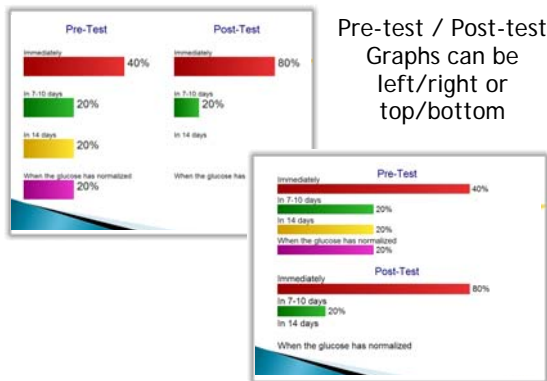 Pre-Test
Immediately
40%
In 7-10 days
20%
In 14 days
20%
When the glucose has normalized
20%
Post-Test
Immediately
80%
In 7-10 days
20%
In 14 days
When the glucose has
Pre-test / Post-test
Graphs can be
left/right or
top/bottom
Pre-Test
Immediately
40%
In 7-10 days
20%
In 14 days
20%
When the glucose has normalized
20%
Post-Test
Immediately
80%
In 7-10 days
20%
In 14 days
When the glucose has normalized